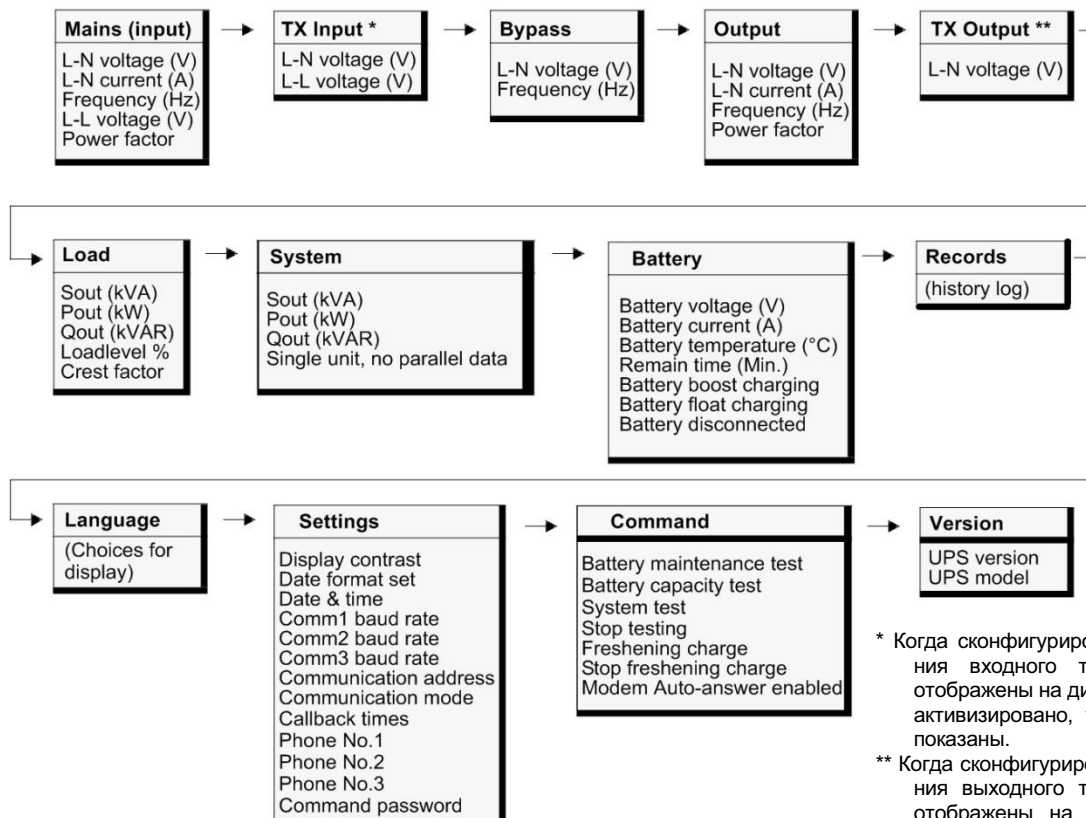 Mains (input)
L-N voltage (V)
L-N current (A)
Frequency (Hz)
L-L voltage (V)
Power factor
TX Input *
L-N voltage (V)
L-L voltage (V)
Bypass
L-N voltage (V)
Frequency (Hz)
Output
L-N voltage (V)
L-N current (A)
Frequency (Hz)
Power factor
TX Output **
L-N voltage (V)
Load
Sout (kVA)
Pout (kW)
Qout (kVAR)
Loadlevel %
Crest factor
System
Sout (kVA)
Pout (kW)
Qout (kVAR)
Single unit, no parallel data
Battery
Battery voltage (V)
Battery current (A)
Battery temperature (°C)
Remain time (Min.)
Battery boost charging
Battery float charging
Battery disconnected
Records
(history log)
Language
(Choices for
display)
Settings
Display contrast
Date format set
Date & time
Comm1 baud rate
Comm2 baud rate
Comm3 baud rate
Communication address
Communication mode
Callback times
Phone No.1
Phone No.2
Phone No.3
Command password
Command
Battery maintenance test
Battery capacity test
System test
Stop testing
Freshening charge
Stop freshening charge
Modem Auto-answer enabled
Version
UPS version
UPS model
* Когда сконфигуриро
ния входного т
отображены на ди
активизировано,
показаны.
** Когда сконфигуриро
ния выходного т
отображены на